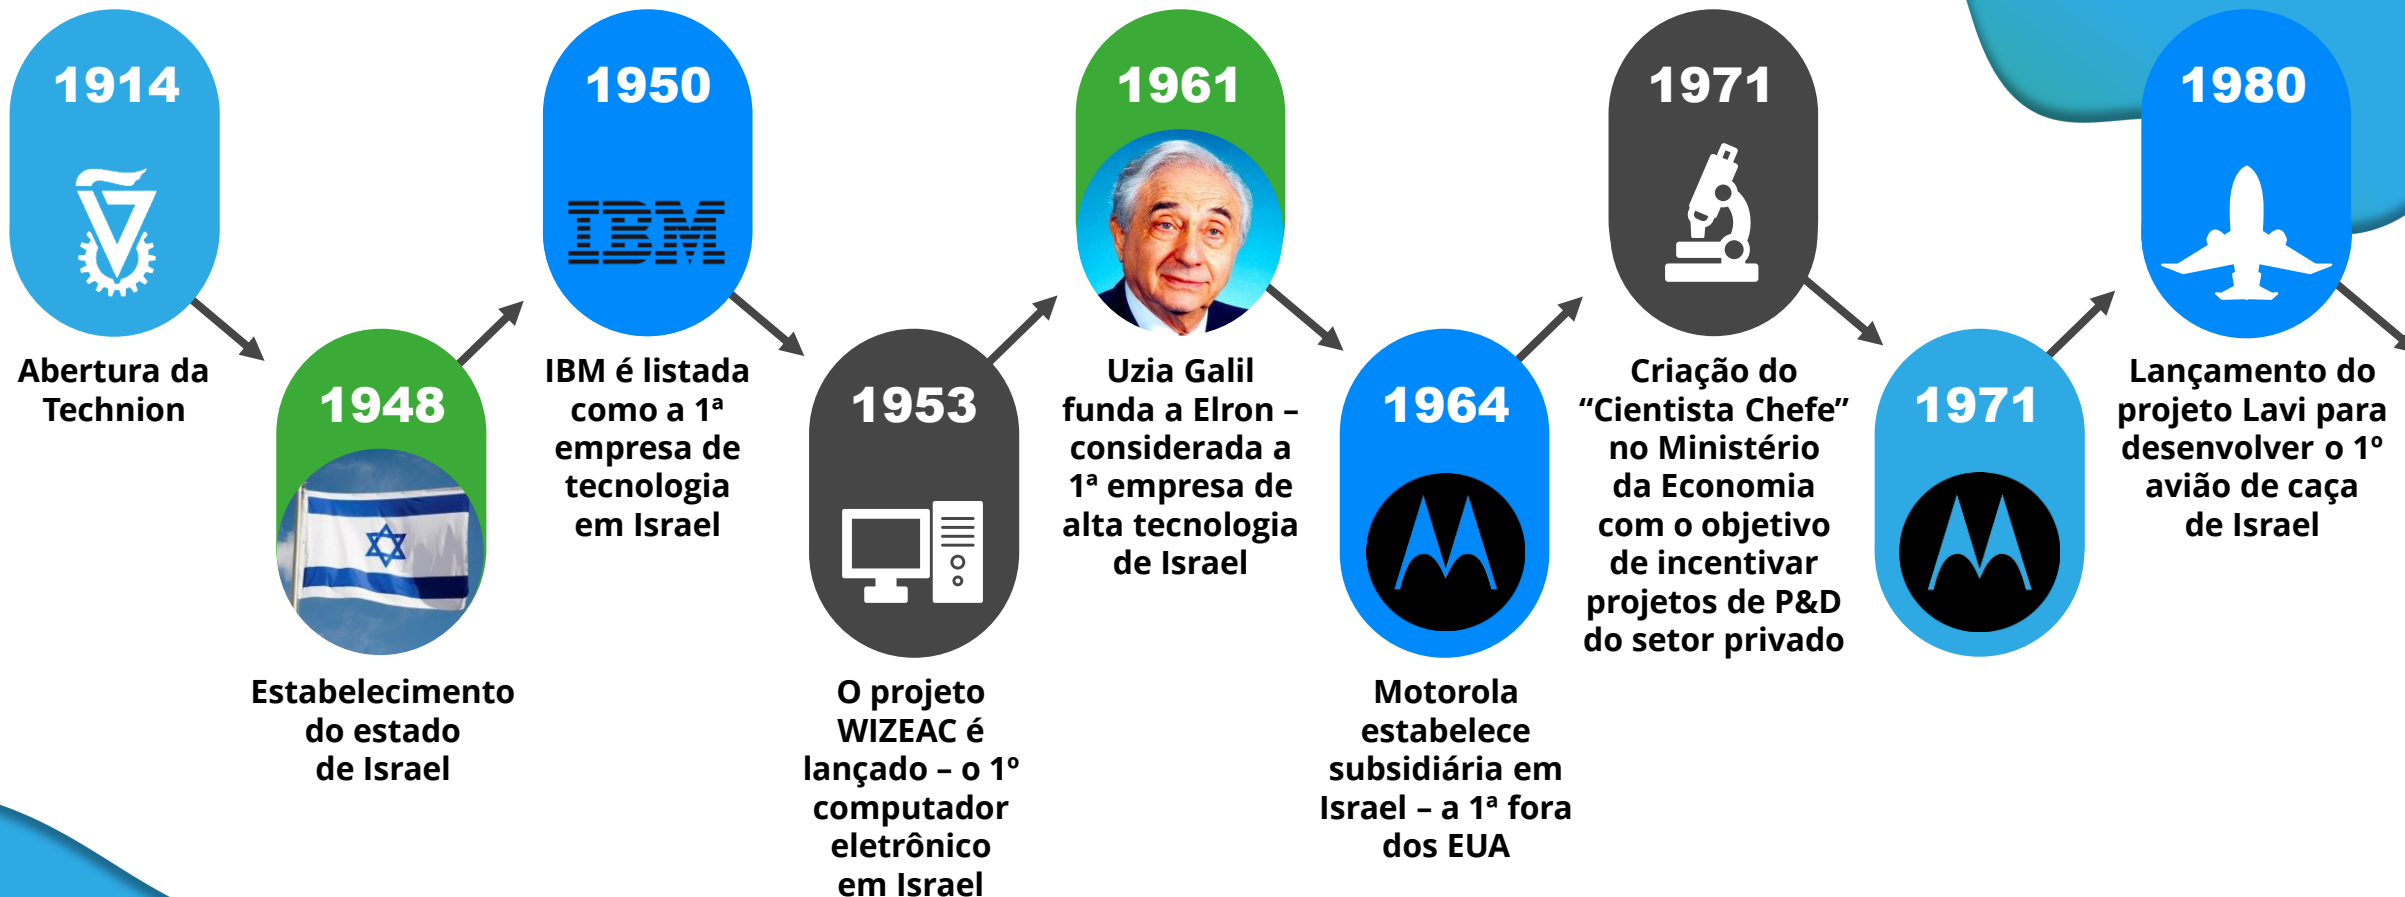 1914
Abertura da
Technion
1948
Estabelecimento
do estado
de Israel
1950
IBM
IBM é listada
como a 1ª
empresa de
tecnologia
em Israel
1953
O projeto
WIZEAC é
lançado – o 1º
computador
eletrônico
em Israel
1961
Uzia Galil
funda a Elron –
considerada a
1ª empresa de
alta tecnologia
de Israel
1964
Motorola
estabelece
subsidiária em
Israel – a 1ª fora
dos EUA
1971
Criação do
“Cientista Chefe”
no Ministério
da Economia
com o objetivo
de incentivar
projetos de P&D
do setor privado
1971
1980
Lançamento do
projeto Lavi para
desenvolver o 1º
avião de caça
de Israel